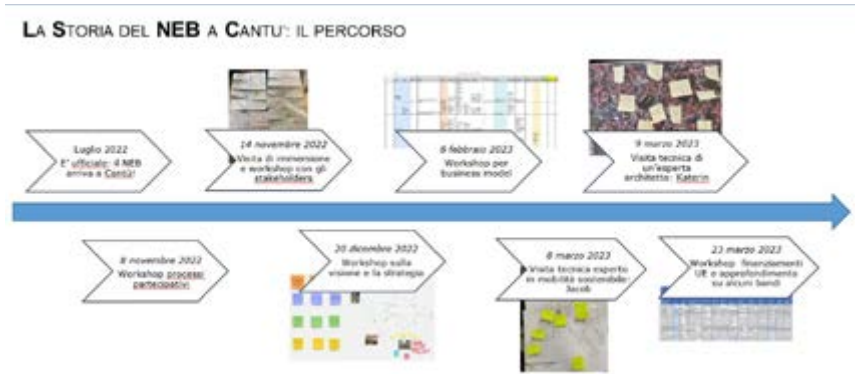 LA STORIA DEL NEB A CANTU': IL PERCORSO
Luglio 2022
E' ufficiale: il NEB
arriva a Cantù!
14 novembre 2022
Visita di immersione
e workshop con gli
stakeholders
6 febbraio 2023
Workshop per
business model
9 marzo 2023
Visita tecnica di
un'esperta
architetto: Katerin
8 novembre 2022
Workshop processi
partecipativi
20 dicembre 2022
Workshop sulla
visione e la strategia
8 marzo 2023
Visita tecnica esperto
in mobilità sostenibile:
Jacob
23 marzo 2023
Workshop finanziamenti
UE e approfondimento
su alcuni bandi